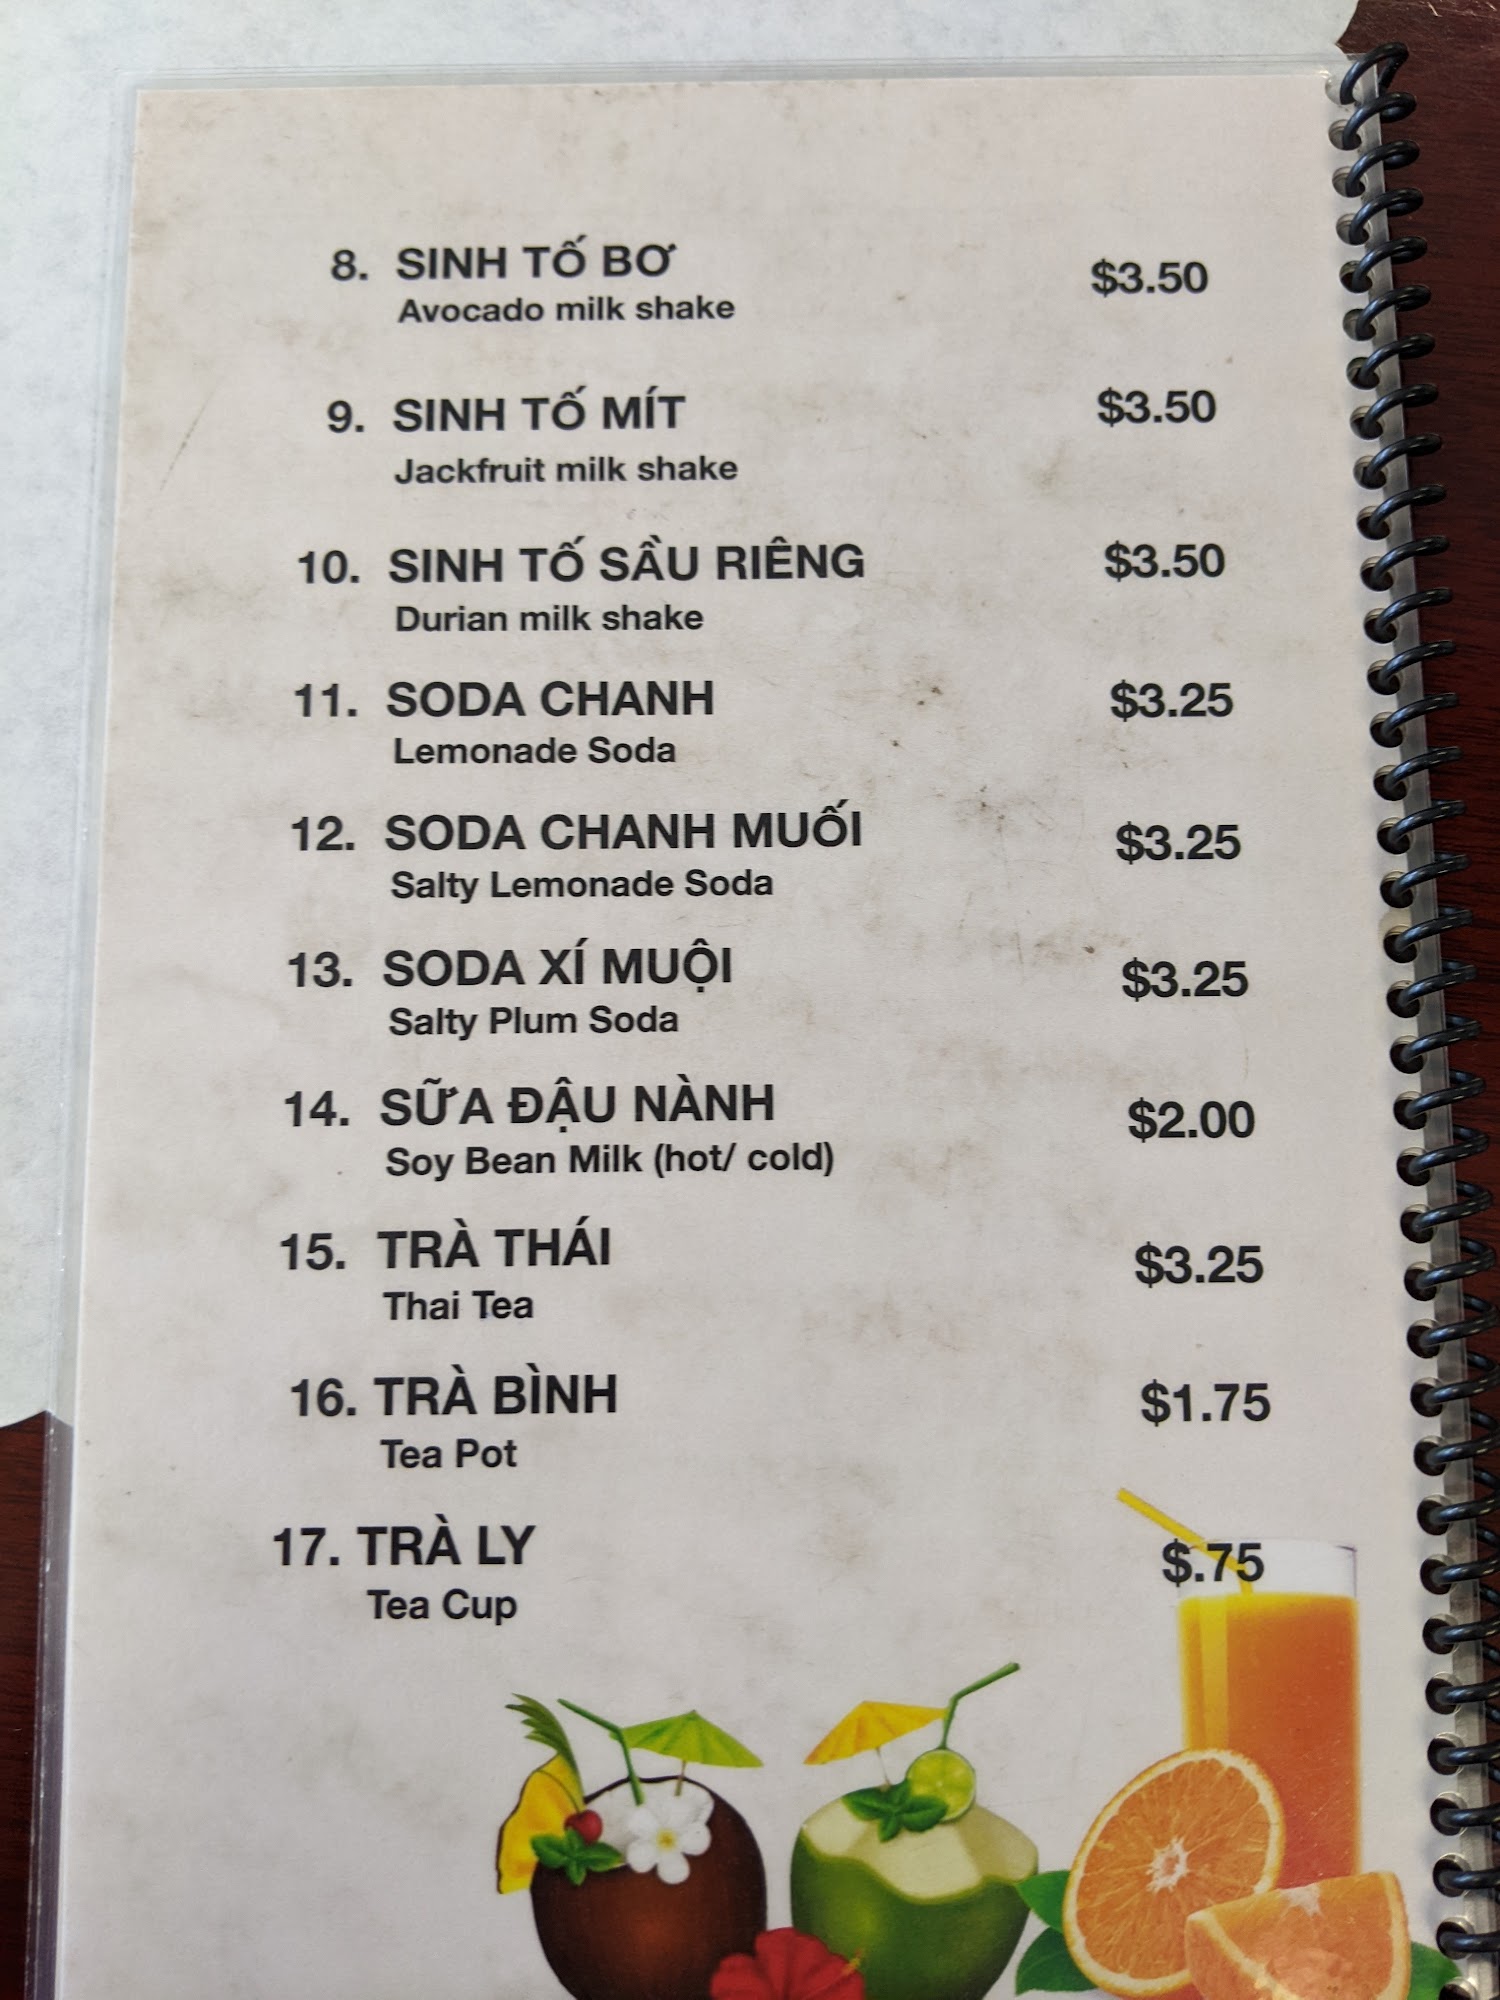 8. SINH TỐ BƠ $3.50
Avocado milk shake
9. SINH TỐ MÍT $3.50
Jackfruit milk shake
10. SINH TỐ SẦU RIÊNG $3.50
Durian milk shake
11. SODA CHANH $3.25
Lemonade Soda
12. SODA CHANH MUỐI $3.25
Salty Lemonade Soda
13. SODA XÍ MUỘI $3.25
Salty Plum Soda
14. SỮA ĐẬU NÀNH $2.00
Soy Bean Milk (hot/ cold)
15. TRÀ THÁI $3.25
Thai Tea
16. TRÀ BÌNH $1.75
Tea Pot
17. TRÀ LY $.75
Tea Cup